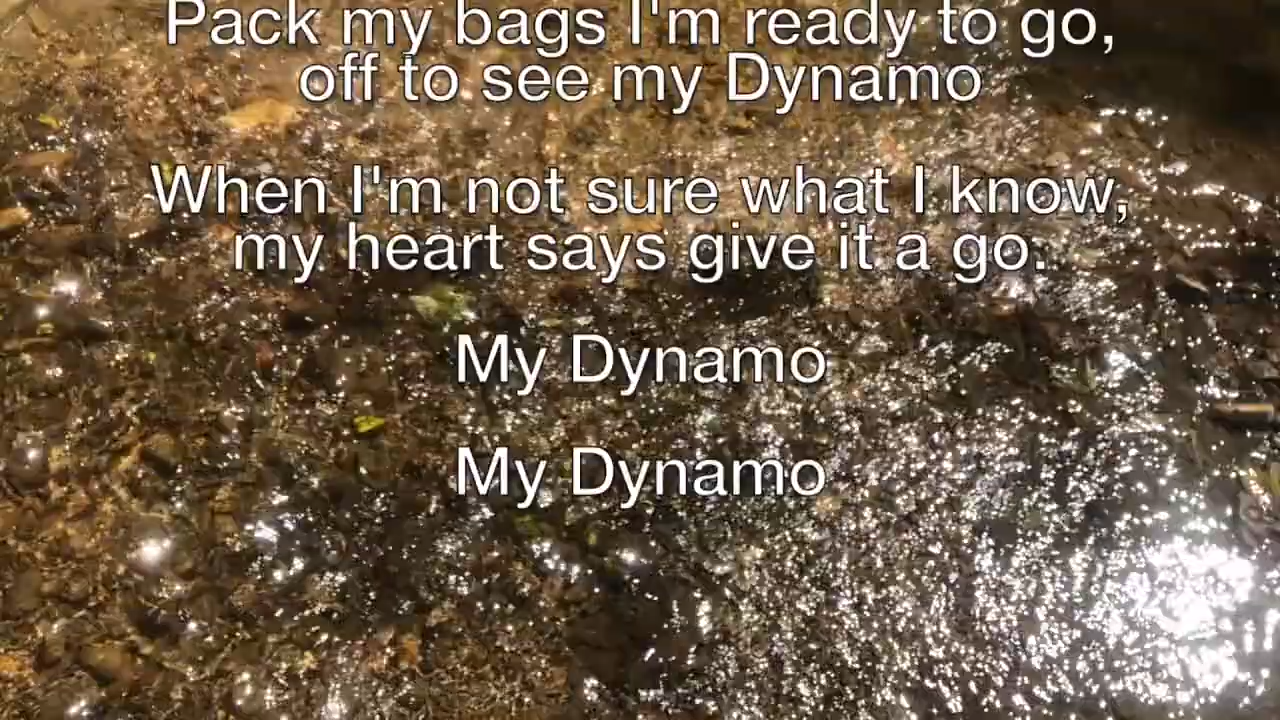 Pack my bags I'm ready to go,
off to see my Dynamo
When I'm not sure what I know,
my heart says give it a go.
My Dynamo
My Dynamo